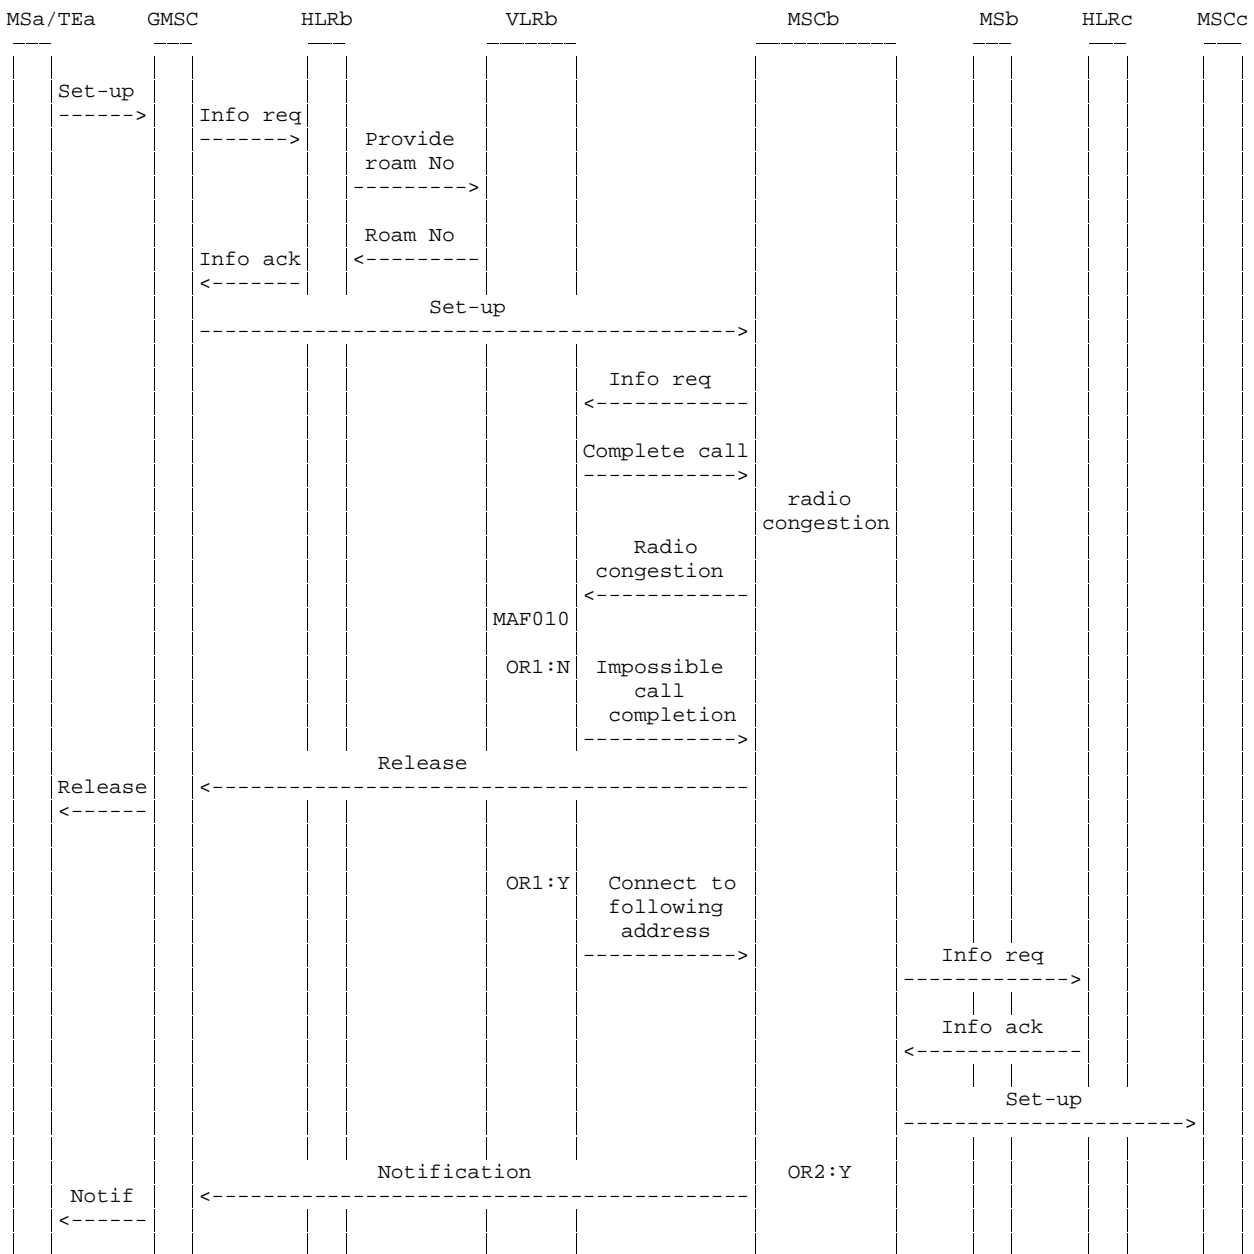 MSa/TEa GMSC HLRb VLRb MSCb MSb HLRc MSCc
Set-up
------> Info req
-------> Provide
roam No
--------->
Roam No
Info ack <---------
<-------
Set-up
------------------------------------------>
Info req
<------------
Complete call
------------>
radio
congestion
Radio
congestion
<------------
MAF010
OR1:N Impossible
call
completion
------------>
Release
Release <------------------------------------------
<------
OR1:Y Connect to
following
address
------------> Info req
------------->
Info ack
<-------------
Set-up
---------------------->
Notification OR2:Y
Notif <------------------------------------------
<------